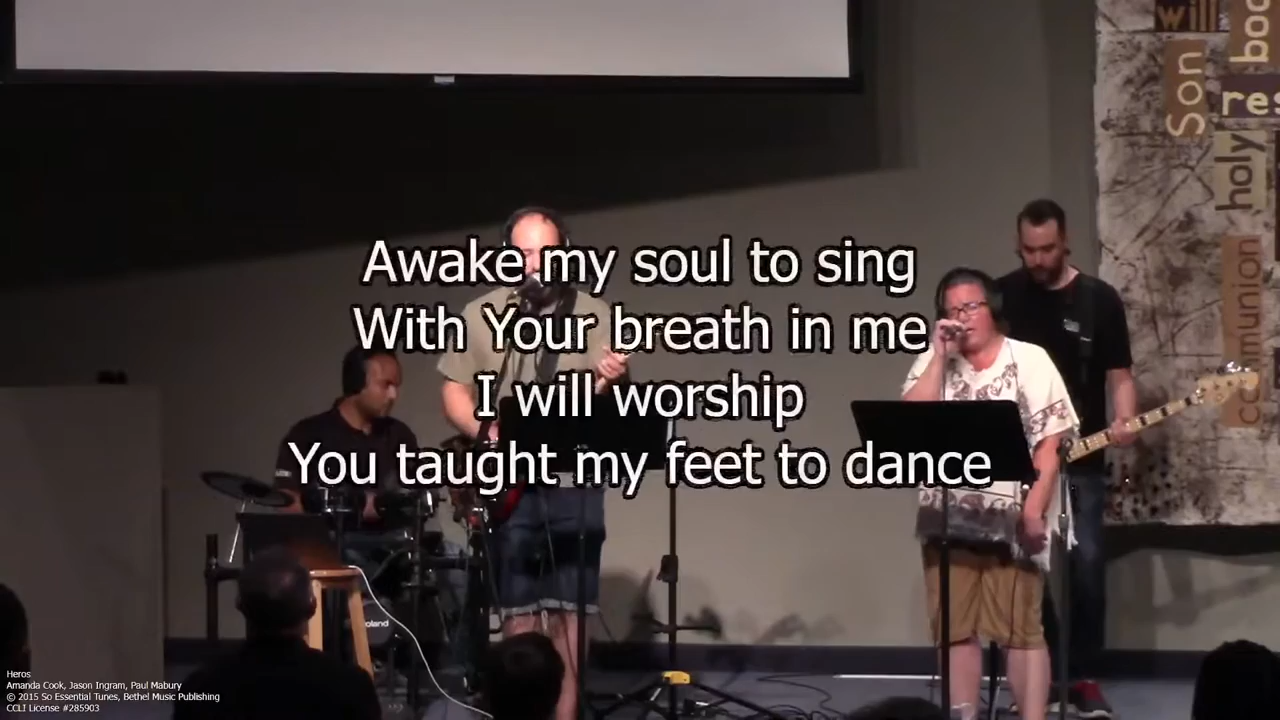 will
Son
boo
res
holy
communion
Awake my soul to sing
With Your breath in me
I will worship
You taught my feet to dance
Roland
Heros
Amanda Cook, Jason Ingram, Paul Mabury
© 2015 So Essential Tunes, Bethel Music Publishing
CCLI License #285903